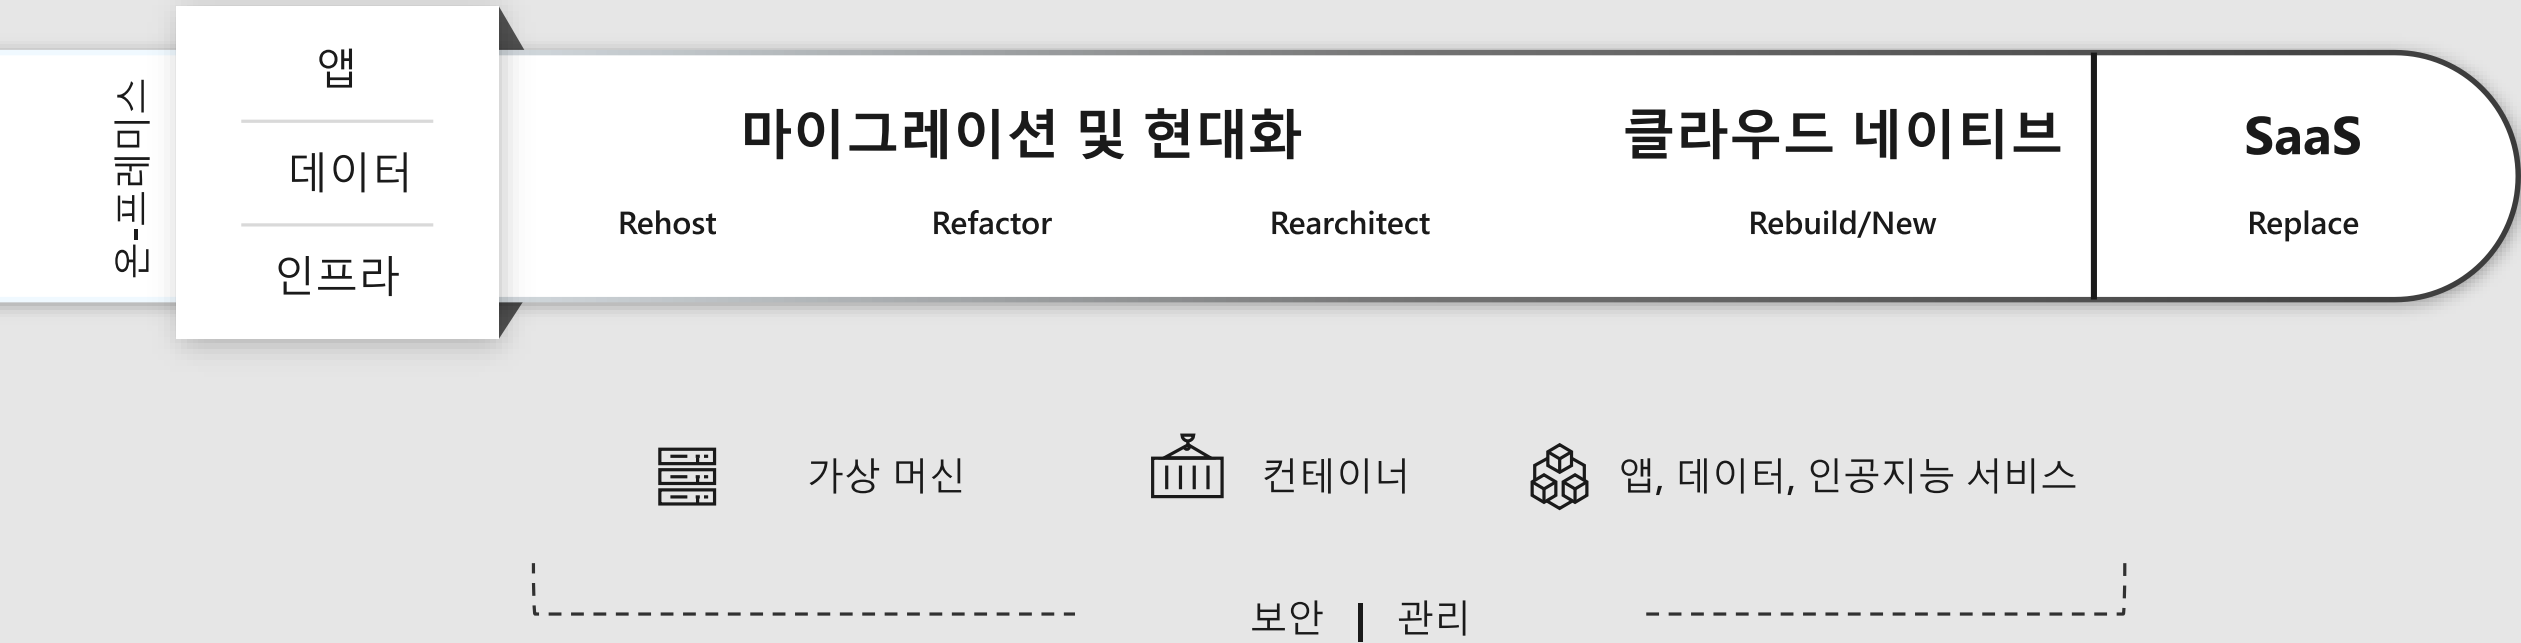 온-프레미스
앱
데이터
인프라
마이그레이션 및 현대화
클라우드 네이티브
SaaS
Rehost
Refactor
Rearchitect
Rebuild/New
Replace
가상 머신
컨테이너
앱, 데이터, 인공지능 서비스
보안 | 관리